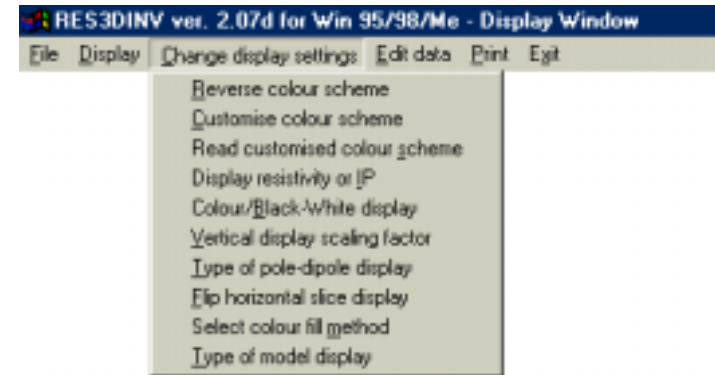 RES3DINV ver. 2.07d for Win 95/98/Me - Display Window
File Display Change display settings Edit data Print Exit
Reverse colour scheme
Customise colour scheme
Read customised colour scheme
Display resistivity or IP
Colour/Black-White display
Vertical display scaling factor
Type of pole-dipole display
Flip horizontal slice display
Select colour fill method
Type of model display